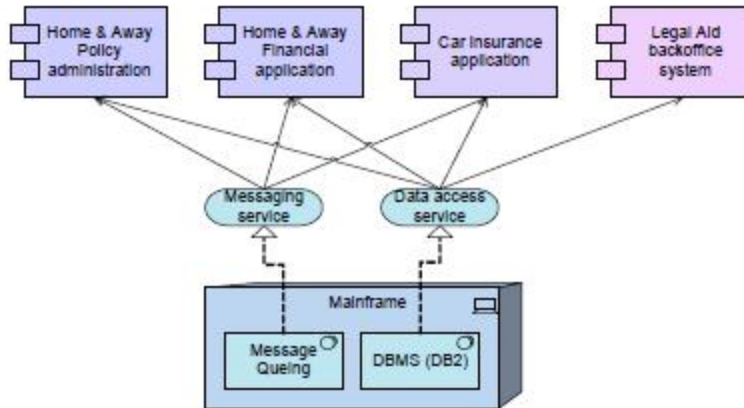 Home & Away
Policy
administration
Home & Away
Financial
application
Car Insurance
application
Legal Aid
backoffice
system
Messaging
service
Data access
service
Mainframe
Message
Queing
DBMS (DB2)